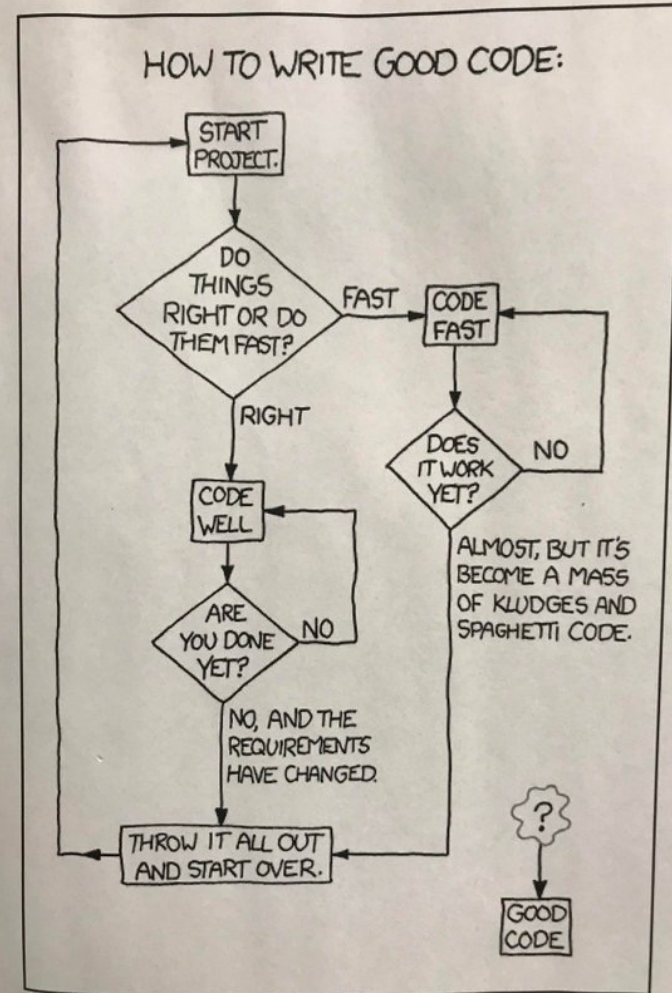 HOW TO WRITE GOOD CODE:
START
PROJECT.
DO
THINGS
RIGHT OR DO
THEM FAST?
FAST
CODE
FAST
RIGHT
DOES
IT WORK
YET?
NO
CODE
WELL
ALMOST, BUT IT'S
BECOME A MASS
OF KLUDGES AND
SPAGHETTI CODE.
ARE
YOU DONE
YET?
NO
NO, AND THE
REQUIREMENTS
HAVE CHANGED.
THROW IT ALL OUT
AND START OVER.
?
GOOD
CODE